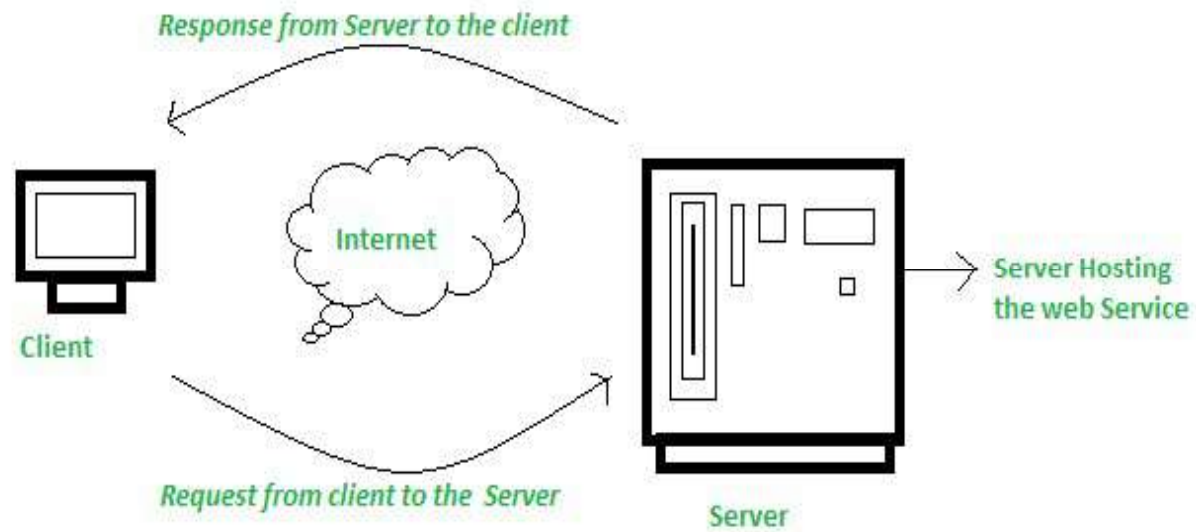 Response from Server to the client
Internet
Server Hosting
the web Service
Client
Request from client to the Server
Server